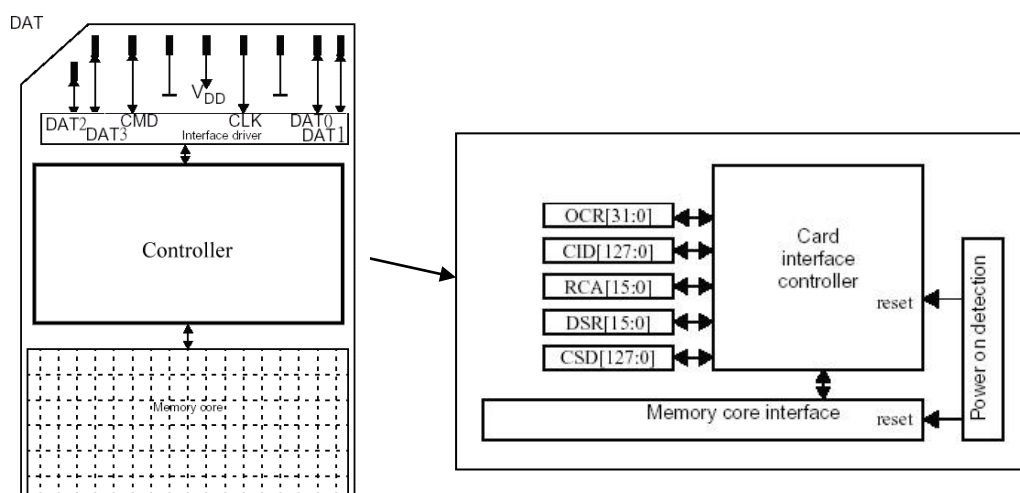 DAT
V DD
DAT2
DAT3
CMD
CLK
DAT0
DAT1
Interface driver
Controller
Memory core
OCR[31:0]
CID[127:0]
RCA[15:0]
DSR[15:0]
CSD[127:0]
Card
interface
controller
reset
Memory core interface
reset
Power on detection